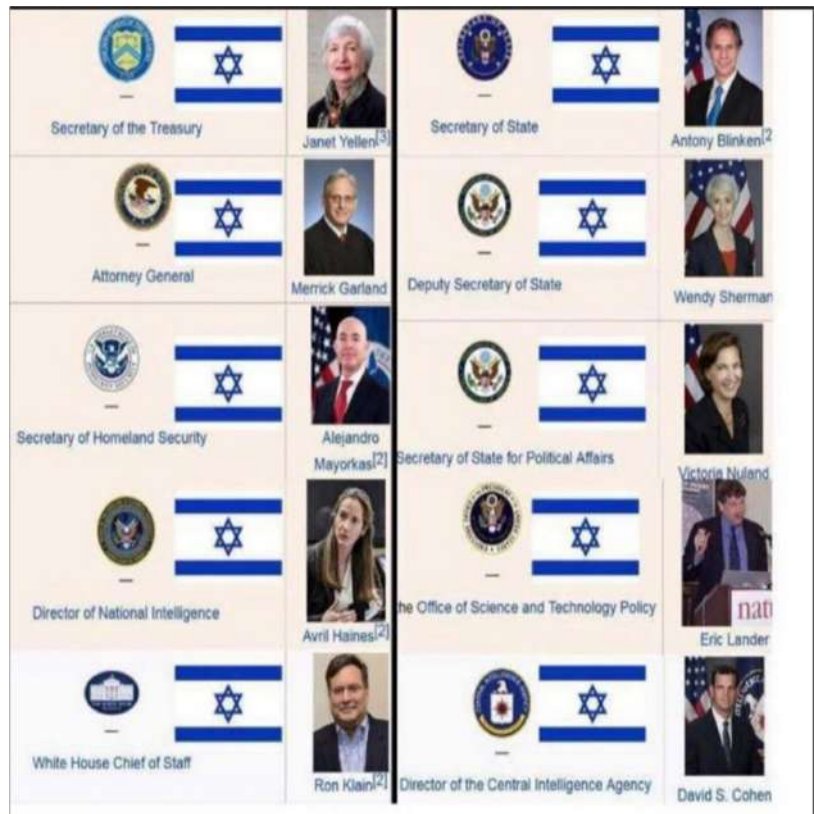 Secretary of the Treasury
Janet Yellen[3]
Attorney General
Merrick Garland
Secretary of Homeland Security
Alejandro
Mayorkas[2]
Director of National Intelligence
Avril Haines[2]
White House Chief of Staff
Ron Klain[2]
Secretary of State
Antony Blinken[2
Deputy Secretary of State
Wendy Sherman
Secretary of State for Political Affairs
Victoria Nuland
he Office of Science and Technology Policy
natu
Eric Lander
Director of the Central Intelligence Agency
David S. Cohen